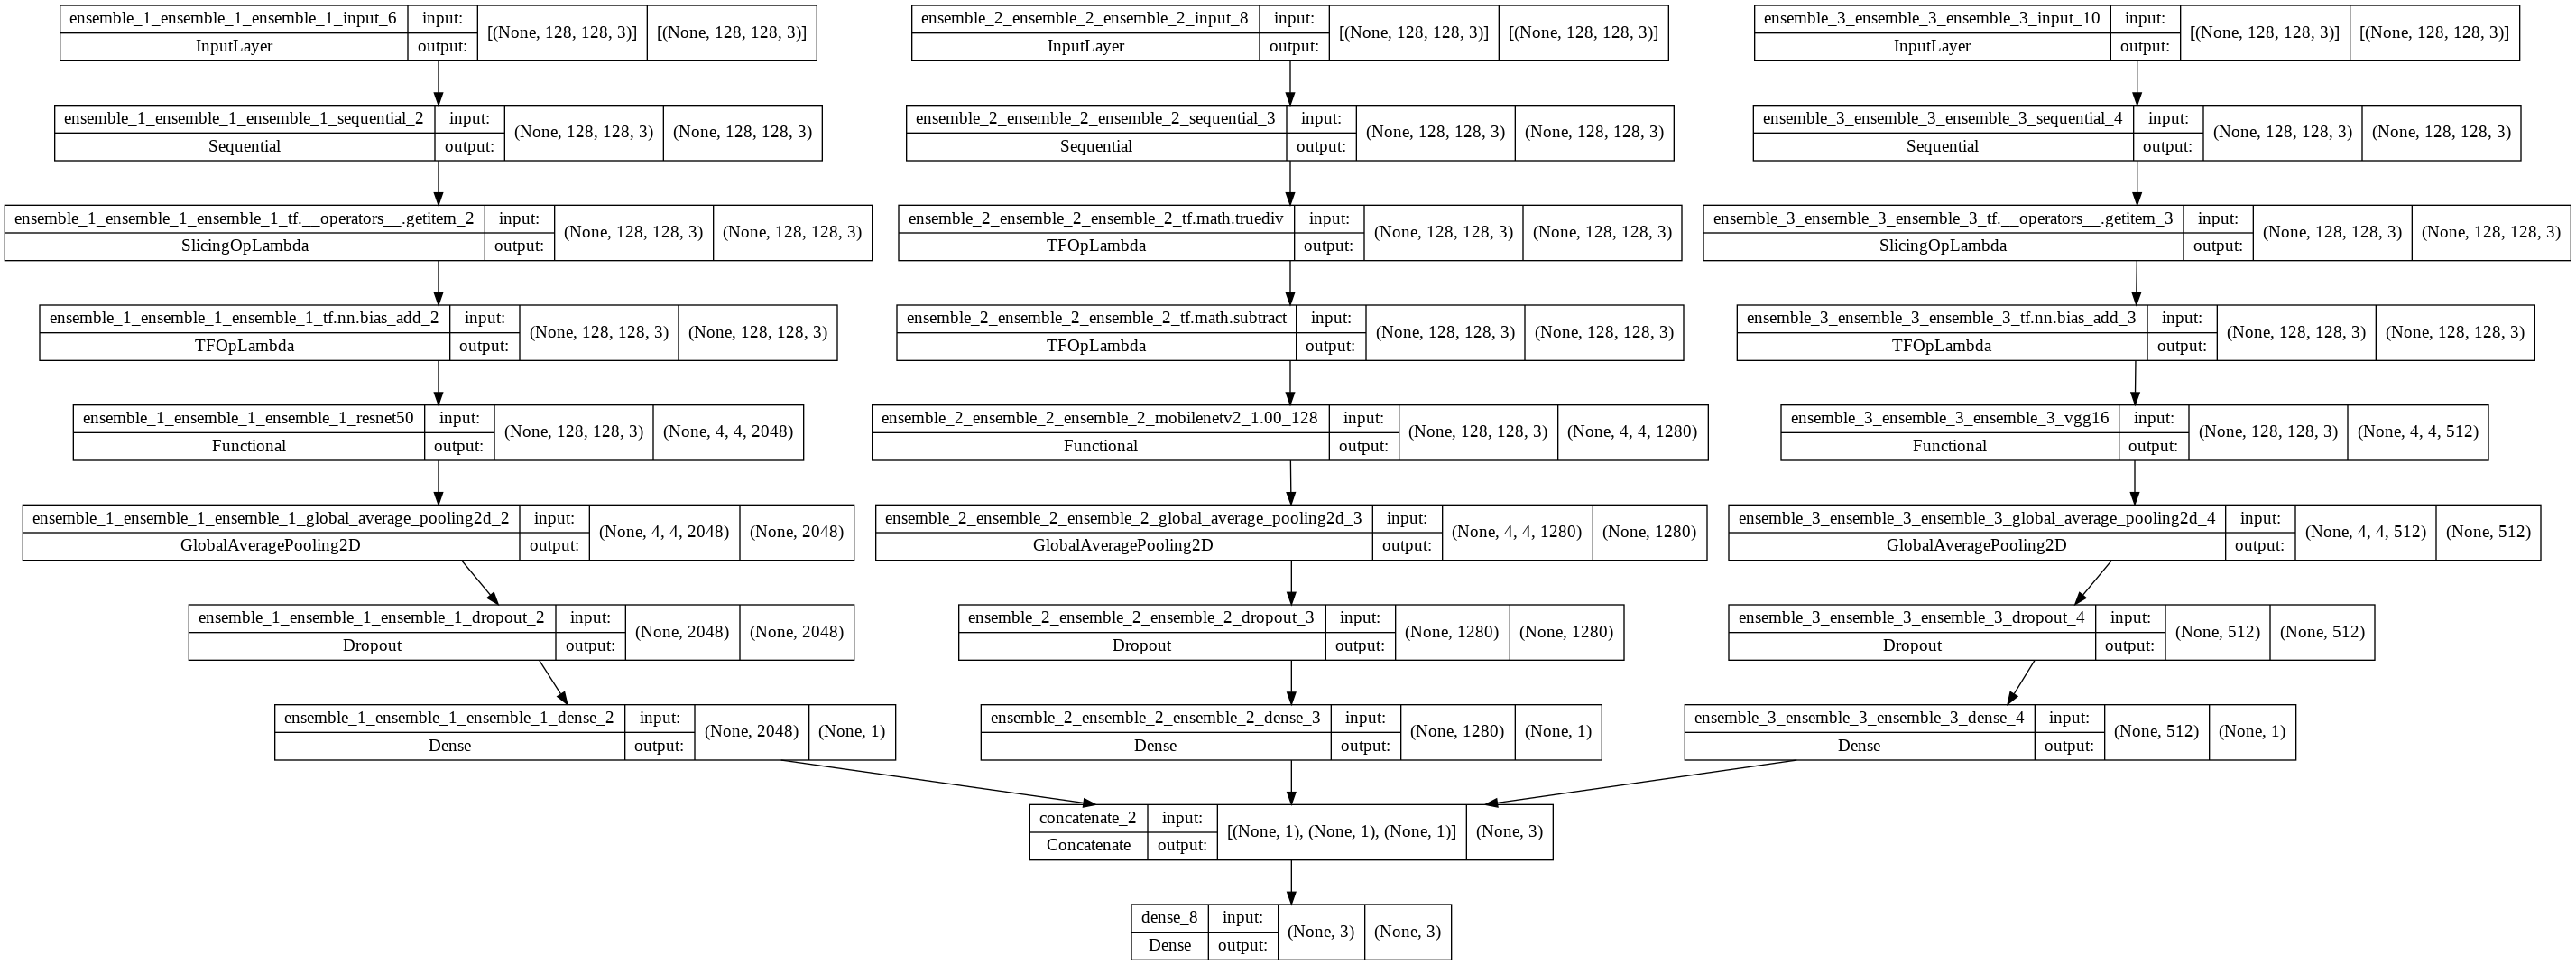 ensemble_1_ensemble_1_ensemble_1_input_6 input: [(None, 128, 128, 3)] [(None, 128, 128, 3)]
InputLayer output:
ensemble_2_ensemble_2_ensemble_2_input_8 input: [(None, 128, 128, 3)] [(None, 128, 128, 3)]
InputLayer output:
ensemble_3_ensemble_3_ensemble_3_input_10 input: [(None, 128, 128, 3)] [(None, 128, 128, 3)]
InputLayer output:
ensemble_1_ensemble_1_ensemble_1_sequential_2 input: (None, 128, 128, 3) (None, 128, 128, 3)
Sequential output:
ensemble_2_ensemble_2_ensemble_2_sequential_3 input: (None, 128, 128, 3) (None, 128, 128, 3)
Sequential output:
ensemble_3_ensemble_3_ensemble_3_sequential_4 input: (None, 128, 128, 3) (None, 128, 128, 3)
Sequential output:
ensemble_1_ensemble_1_ensemble_1_tf.__operators__.getitem_2 input: (None, 128, 128, 3) (None, 128, 128, 3)
SlicingOpLambda output:
ensemble_2_ensemble_2_ensemble_2_tf.math.truediv input: (None, 128, 128, 3) (None, 128, 128, 3)
TFOpLambda output:
ensemble_3_ensemble_3_ensemble_3_tf.__operators__.getitem_3 input: (None, 128, 128, 3) (None, 128, 128, 3)
SlicingOpLambda output:
ensemble_1_ensemble_1_ensemble_1_tf.nn.bias_add_2 input: (None, 128, 128, 3) (None, 128, 128, 3)
TFOpLambda output:
ensemble_2_ensemble_2_ensemble_2_tf.math.subtract input: (None, 128, 128, 3) (None, 128, 128, 3)
TFOpLambda output:
ensemble_3_ensemble_3_ensemble_3_tf.nn.bias_add_3 input: (None, 128, 128, 3) (None, 128, 128, 3)
TFOpLambda output:
ensemble_1_ensemble_1_ensemble_1_resnet50 input: (None, 128, 128, 3) (None, 4, 4, 2048)
Functional output:
ensemble_2_ensemble_2_ensemble_2_mobilenetv2_1.00_128 input: (None, 128, 128, 3) (None, 4, 4, 1280)
Functional output:
ensemble_3_ensemble_3_ensemble_3_vgg16 input: (None, 128, 128, 3) (None, 4, 4, 512)
Functional output:
ensemble_1_ensemble_1_ensemble_1_global_average_pooling2d_2 input: (None, 4, 4, 2048) (None, 2048)
GlobalAveragePooling2D output:
ensemble_2_ensemble_2_ensemble_2_global_average_pooling2d_3 input: (None, 4, 4, 1280) (None, 1280)
GlobalAveragePooling2D output:
ensemble_3_ensemble_3_ensemble_3_global_average_pooling2d_4 input: (None, 4, 4, 512) (None, 512)
GlobalAveragePooling2D output:
ensemble_1_ensemble_1_ensemble_1_dropout_2 input: (None, 2048) (None, 2048)
Dropout output:
ensemble_2_ensemble_2_ensemble_2_dropout_3 input: (None, 1280) (None, 1280)
Dropout output:
ensemble_3_ensemble_3_ensemble_3_dropout_4 input: (None, 512) (None, 512)
Dropout output:
ensemble_1_ensemble_1_ensemble_1_dense_2 input: (None, 2048) (None, 1)
Dense output:
ensemble_2_ensemble_2_ensemble_2_dense_3 input: (None, 1280) (None, 1)
Dense output:
ensemble_3_ensemble_3_ensemble_3_dense_4 input: (None, 512) (None, 1)
Dense output:
concatenate_2 input: [(None, 1), (None, 1), (None, 1)] (None, 3)
Concatenate output:
dense_8 input: (None, 3) (None, 3)
Dense output: